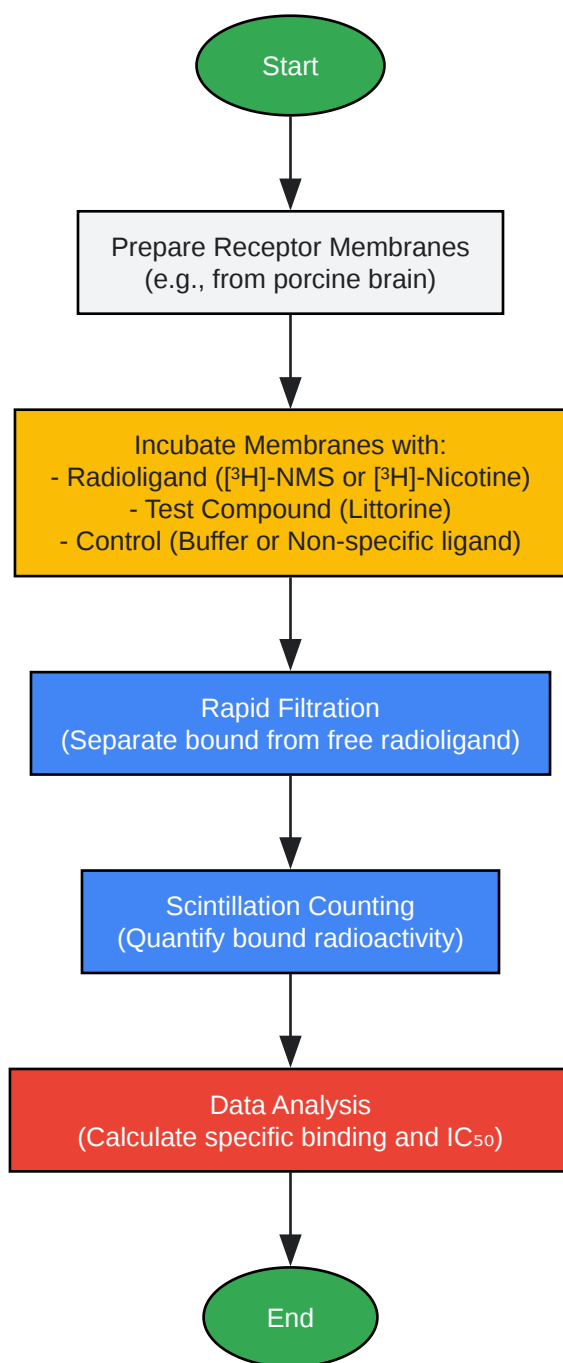 Start
Prepare Receptor Membranes
(e.g., from porcine brain)
Incubate Membranes with:
- Radioligand ([³H]-NMS or [³H]-Nicotine)
- Test Compound (Littorine)
- Control (Buffer or Non-specific ligand)
Rapid Filtration
(Separate bound from free radioligand)
Scintillation Counting
(Quantify bound radioactivity)
Data Analysis
(Calculate specific binding and IC₅₀)
End